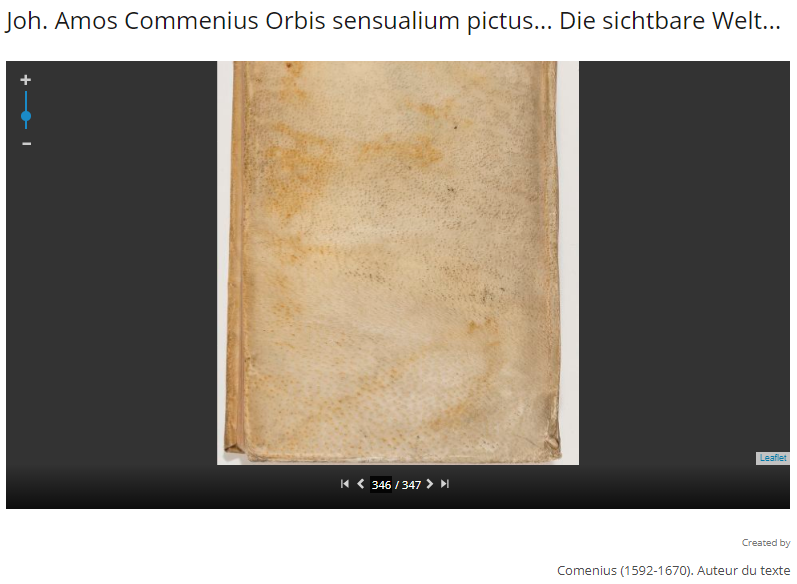 Joh. Amos Commenius Orbis sensualium pictus... Die sichtbare Welt...
+
−
Leaflet
346 / 347
Created by
Comenius (1592-1670). Auteur du texte